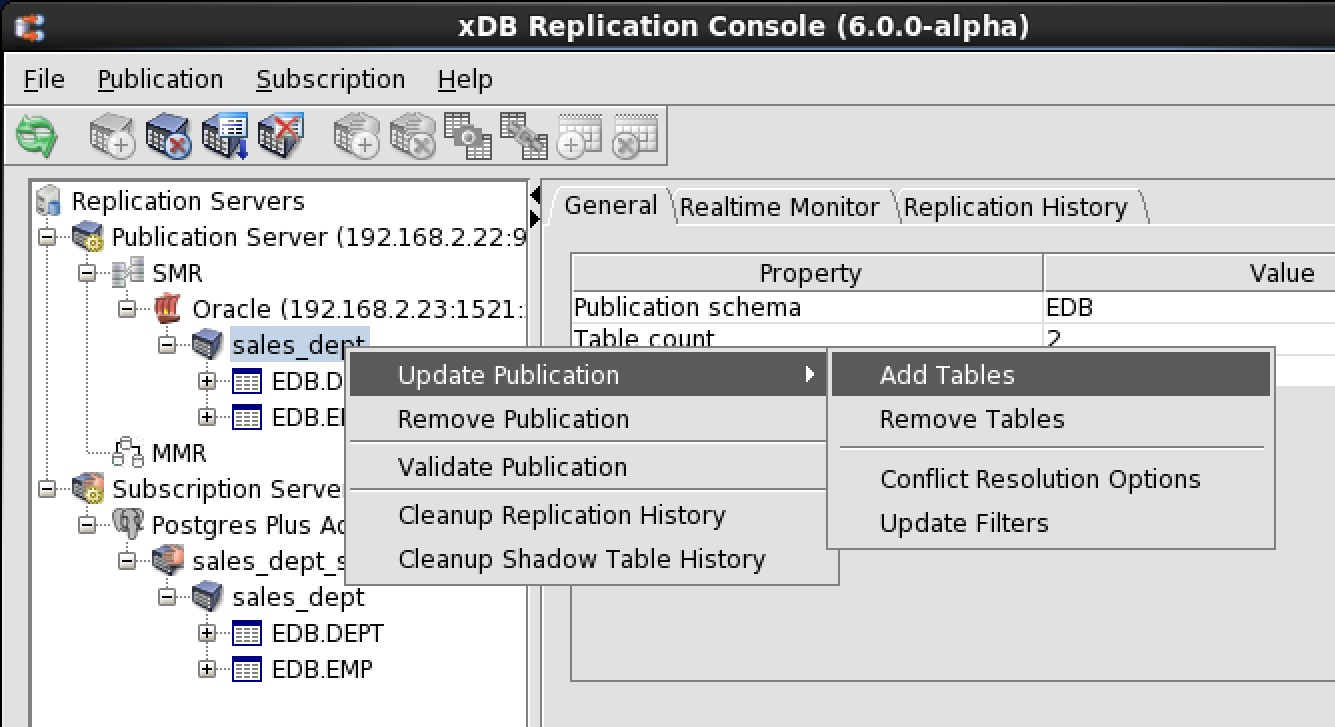 xDB Replication Console (6.0.0-alpha)
File Publication Subscription Help
Replication Servers
Publication Server (192.168.2.22:9
SMR
Oracle (192.168.2.23:1521:
sales_dept
EDB.D
EDB.E
MMR
Subscription Serve
Postgres Plus Ad
sales_dept_s
sales_dept
EDB.DEPT
EDB.EMP
General Realtime Monitor Replication History
Property Value
Publication schema EDB
Table count 2
Update Publication
Remove Publication
Validate Publication
Cleanup Replication History
Cleanup Shadow Table History
Add Tables
Remove Tables
Conflict Resolution Options
Update Filters